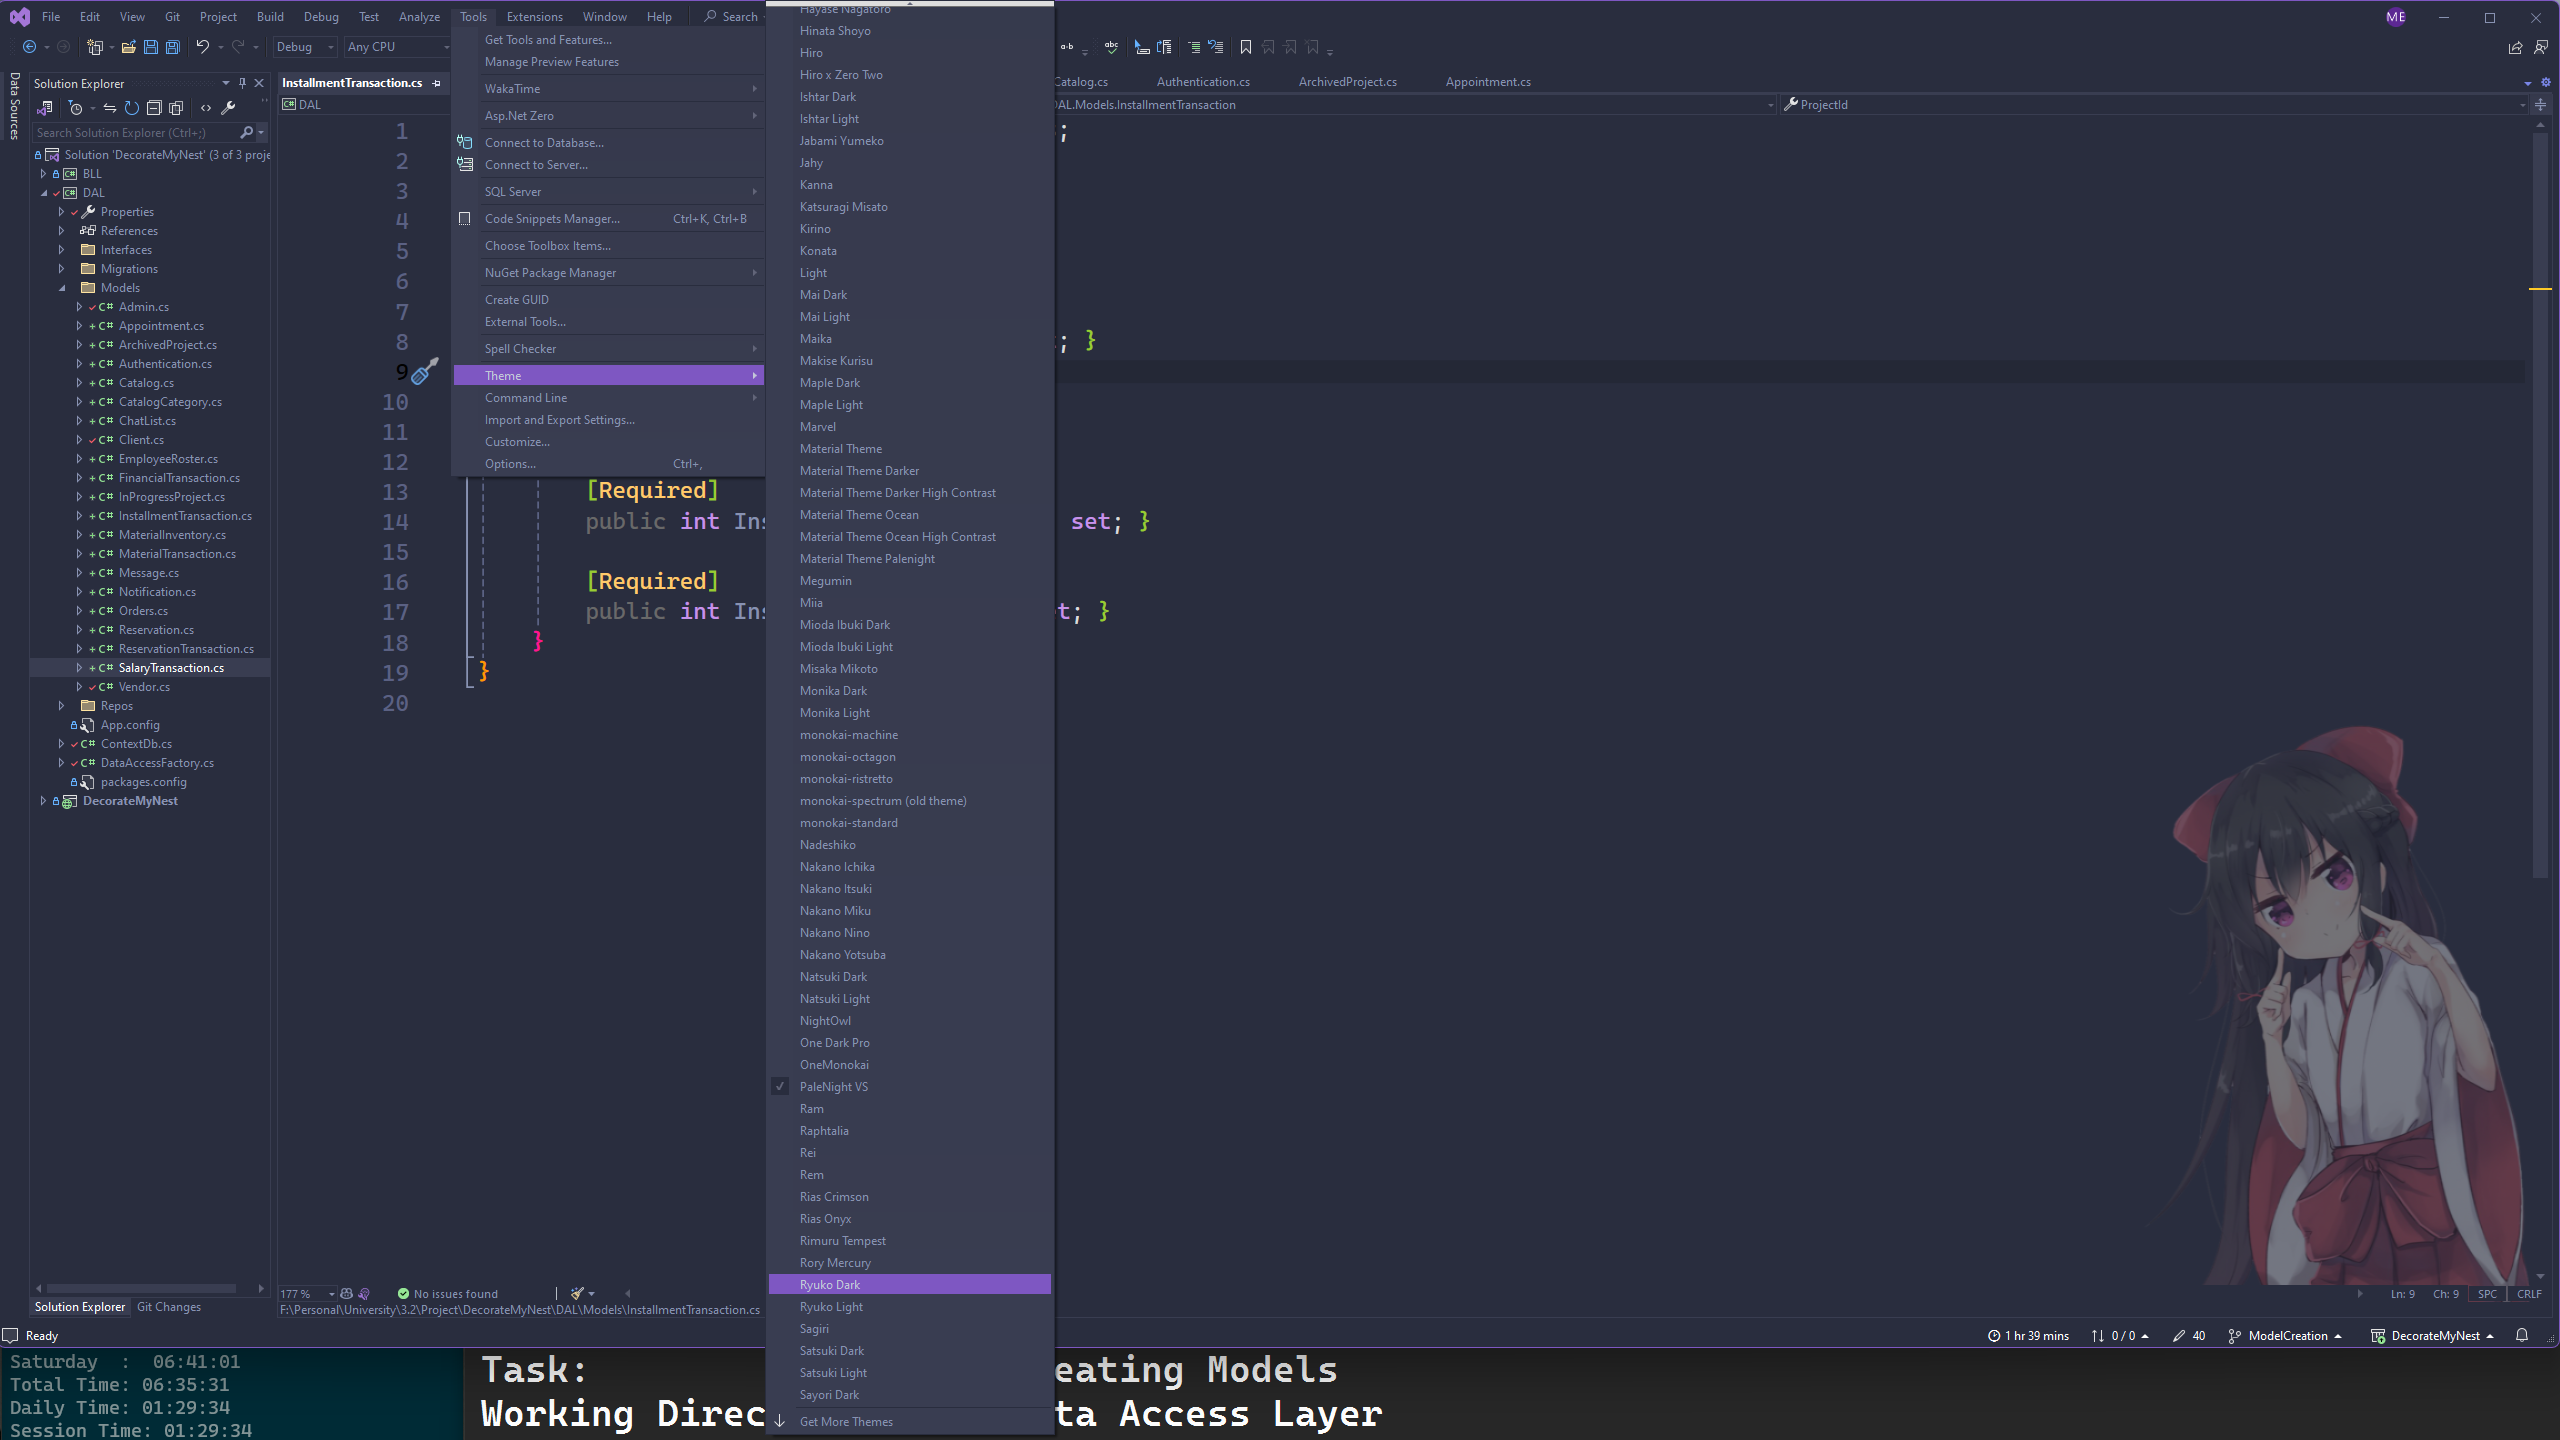 File Edit View Git Project Build Debug Test Analyze Tools Extensions Window Help Search
ME
Debug Any CPU
Data Sources
Solution Explorer
Search Solution Explorer (Ctrl+;)
Solution 'DecorateMyNest' (3 of 3 proje
BLL
DAL
Properties
References
Interfaces
Migrations
Models
Admin.cs
Appointment.cs
ArchivedProject.cs
Authentication.cs
Catalog.cs
CatalogCategory.cs
ChatList.cs
Client.cs
EmployeeRoster.cs
FinancialTransaction.cs
InProgressProject.cs
InstallmentTransaction.cs
MaterialInventory.cs
MaterialTransaction.cs
Message.cs
Notification.cs
Orders.cs
Reservation.cs
ReservationTransaction.cs
SalaryTransaction.cs
Vendor.cs
Repos
App.config
ContextDb.cs
DataAccessFactory.cs
packages.config
DecorateMyNest
Solution Explorer Git Changes
InstallmentTransaction.cs
DAL
Catalog.cs Authentication.cs ArchivedProject.cs Appointment.cs
DAL.Models.InstallmentTransaction
ProjectId
1 ;
2
3
4
5
6
7
8 ; }
9
10
11
12
13 [Required]
14 public int Ins set; }
15
16 [Required]
17 public int Ins t; }
18 }
19 }
20
Get Tools and Features...
Manage Preview Features
WakaTime
Asp.Net Zero
Connect to Database...
Connect to Server...
SQL Server
Code Snippets Manager... Ctrl+K, Ctrl+B
Choose Toolbox Items...
NuGet Package Manager
Create GUID
External Tools...
Spell Checker
Theme
Command Line
Import and Export Settings...
Customize...
Options... Ctrl+,
Hayase Nagatoro
Hinata Shoyo
Hiro
Hiro x Zero Two
Ishtar Dark
Ishtar Light
Jabami Yumeko
Jahy
Kanna
Katsuragi Misato
Kirino
Konata
Light
Mai Dark
Mai Light
Maika
Makise Kurisu
Maple Dark
Maple Light
Marvel
Material Theme
Material Theme Darker
Material Theme Darker High Contrast
Material Theme Ocean
Material Theme Ocean High Contrast
Material Theme Palenight
Megumin
Miia
Mioda Ibuki Dark
Mioda Ibuki Light
Misaka Mikoto
Monika Dark
Monika Light
monokai-machine
monokai-octagon
monokai-ristretto
monokai-spectrum (old theme)
monokai-standard
Nadeshiko
Nakano Ichika
Nakano Itsuki
Nakano Miku
Nakano Nino
Nakano Yotsuba
Natsuki Dark
Natsuki Light
NightOwl
One Dark Pro
OneMonokai
PaleNight VS
Ram
Raphtalia
Rei
Rem
Rias Crimson
Rias Onyx
Rimuru Tempest
Rory Mercury
Ryuko Dark
Ryuko Light
Sagiri
Satsuki Dark
Satsuki Light
Sayori Dark
Get More Themes
177 % No issues found
Ln: 9 Ch: 9 SPC CRLF
F:\Personal\University\3.2\Project\DecorateMyNest\DAL\Models\InstallmentTransaction.cs
Ready
1 hr 39 mins 0 / 0 40 ModelCreation DecorateMyNest
Saturday : 06:41:01
Total Time: 06:35:31
Daily Time: 01:29:34
Session Time: 01:29:34
Task: eating Models
Working Direc ta Access Layer